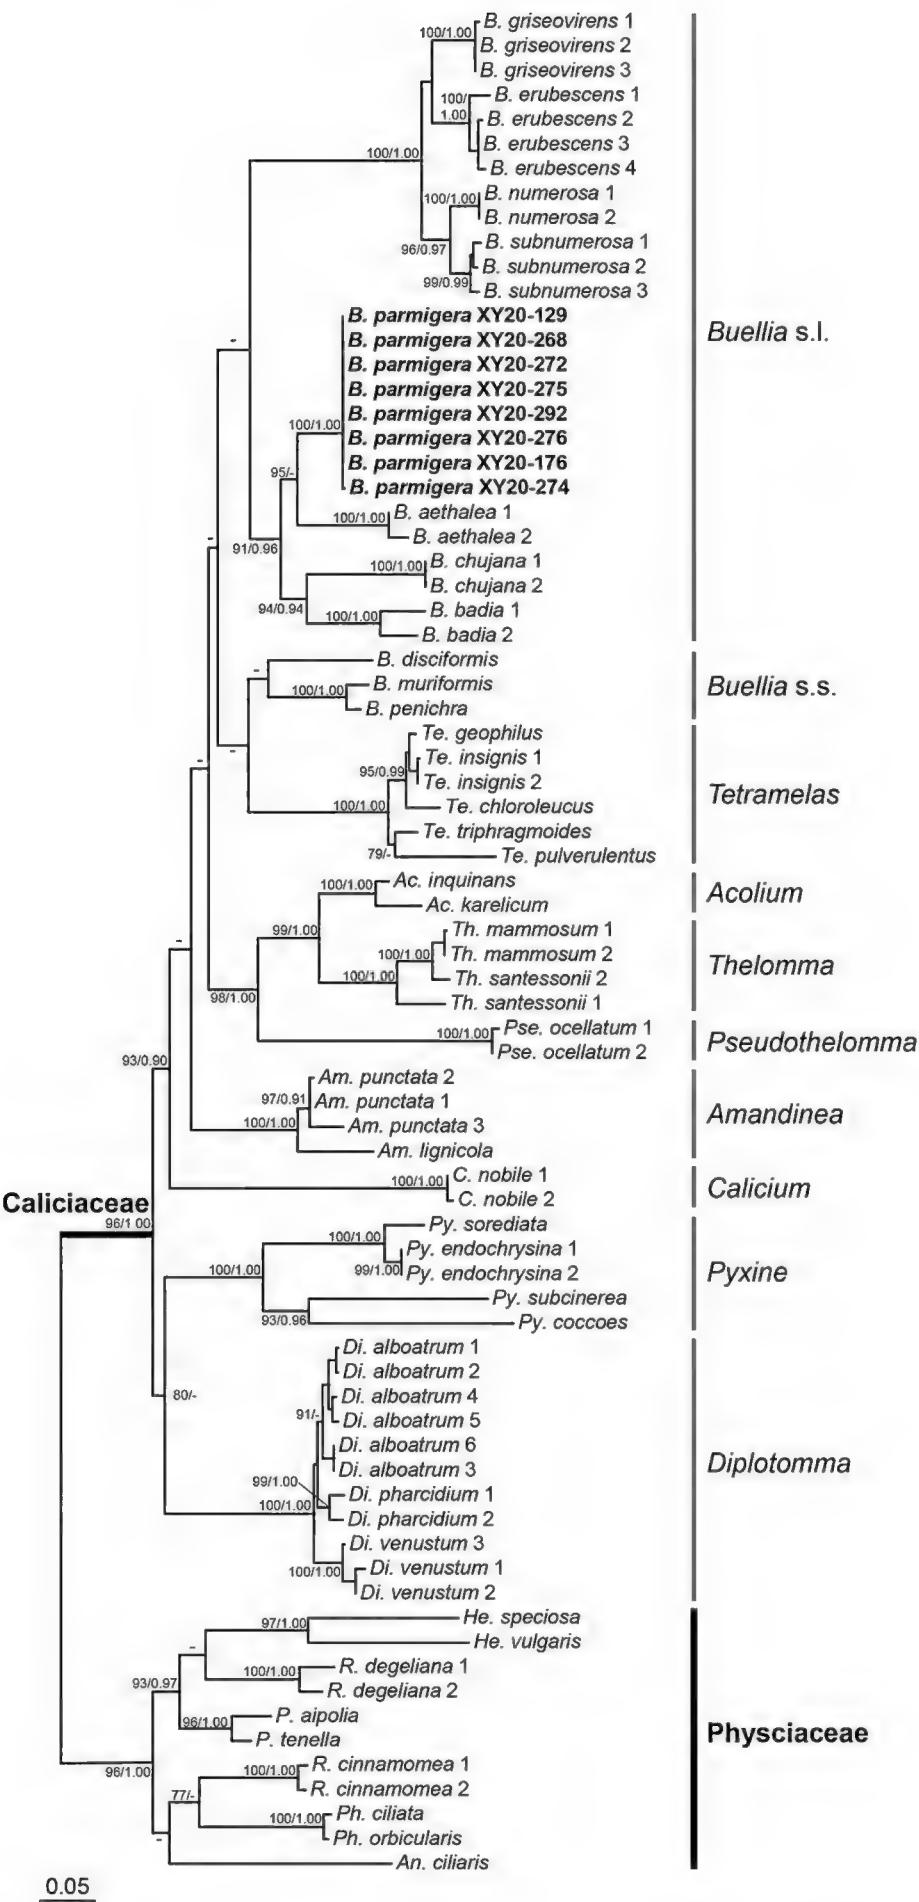 B. griseovirens 1
100/1.00
B. griseovirens 2
B. griseovirens 3
100/
1.00
B. erubescens 1
B. erubescens 2
B. erubescens 3
100/1.00
B. erubescens 4
B. numerosa 1
100/1.00
B. numerosa 2
B. subnumerosa 1
96/0.97
B. subnumerosa 2
99/0.99
B. subnumerosa 3
B. parmigera XY20-129
Buellia s.l.
B. parmigera XY20-268
-
B. parmigera XY20-272
B. parmigera XY20-275
B. parmigera XY20-292
100/1.00
B. parmigera XY20-276
B. parmigera XY20-176
95/-
B. parmigera XY20-274
B. aethalea 1
100/1.00
B. aethalea 2
-
91/0.96
B. chujana 1
100/1.00
B. chujana 2
94/0.94
B. badia 1
100/1.00
B. badia 2
B. disciformis
-
B. muriformis
Buellia s.s.
100/1.00
B. penichra
Te. geophilus
-
Te. insignis 1
-
95/0.99
Te. insignis 2
Tetramelas
100/1.00
Te. chloroleucus
Te. triphragmoides
79/-
Te. pulverulentus
Ac. inquinans
100/1.00
Acolium
Ac. karelicum
99/1.00
Th. mammosum 1
-
100/1.00
Th. mammosum 2
Thelomma
100/1.00
Th. santessonii 2
98/1.00
Th. santessonii 1
100/1.00
Pse. ocellatum 1
Pseudothelomma
Pse. ocellatum 2
93/0.90
Am. punctata 2
97/0.91
Am. punctata 1
Amandinea
100/1.00
Am. punctata 3
Am. lignicola
100/1.00
C. nobile 1
Calicium
C. nobile 2
Caliciaceae
96/1.00
Py. sorediata
100/1.00
Py. endochrysina 1
100/1.00
99/1.00
Py. endochrysina 2
Pyxine
Py. subcinerea
93/0.96
Py. coccoes
Di. alboatrum 1
Di. alboatrum 2
80/-
Di. alboatrum 4
91/-
Di. alboatrum 5
Di. alboatrum 6
Diplotomma
Di. alboatrum 3
99/1.00
Di. pharcidium 1
100/1.00
Di. pharcidium 2
Di. venustum 3
100/1.00
Di. venustum 1
Di. venustum 2
He. speciosa
97/1.00
He. vulgaris
-
R. degeliana 1
100/1.00
93/0.97
R. degeliana 2
P. aipolia
96/1.00
P. tenella
Physciaceae
R. cinnamomea 1
96/1.00
100/1.00
R. cinnamomea 2
77/-
Ph. ciliata
100/1.00
Ph. orbicularis
-
An. ciliaris
0.05